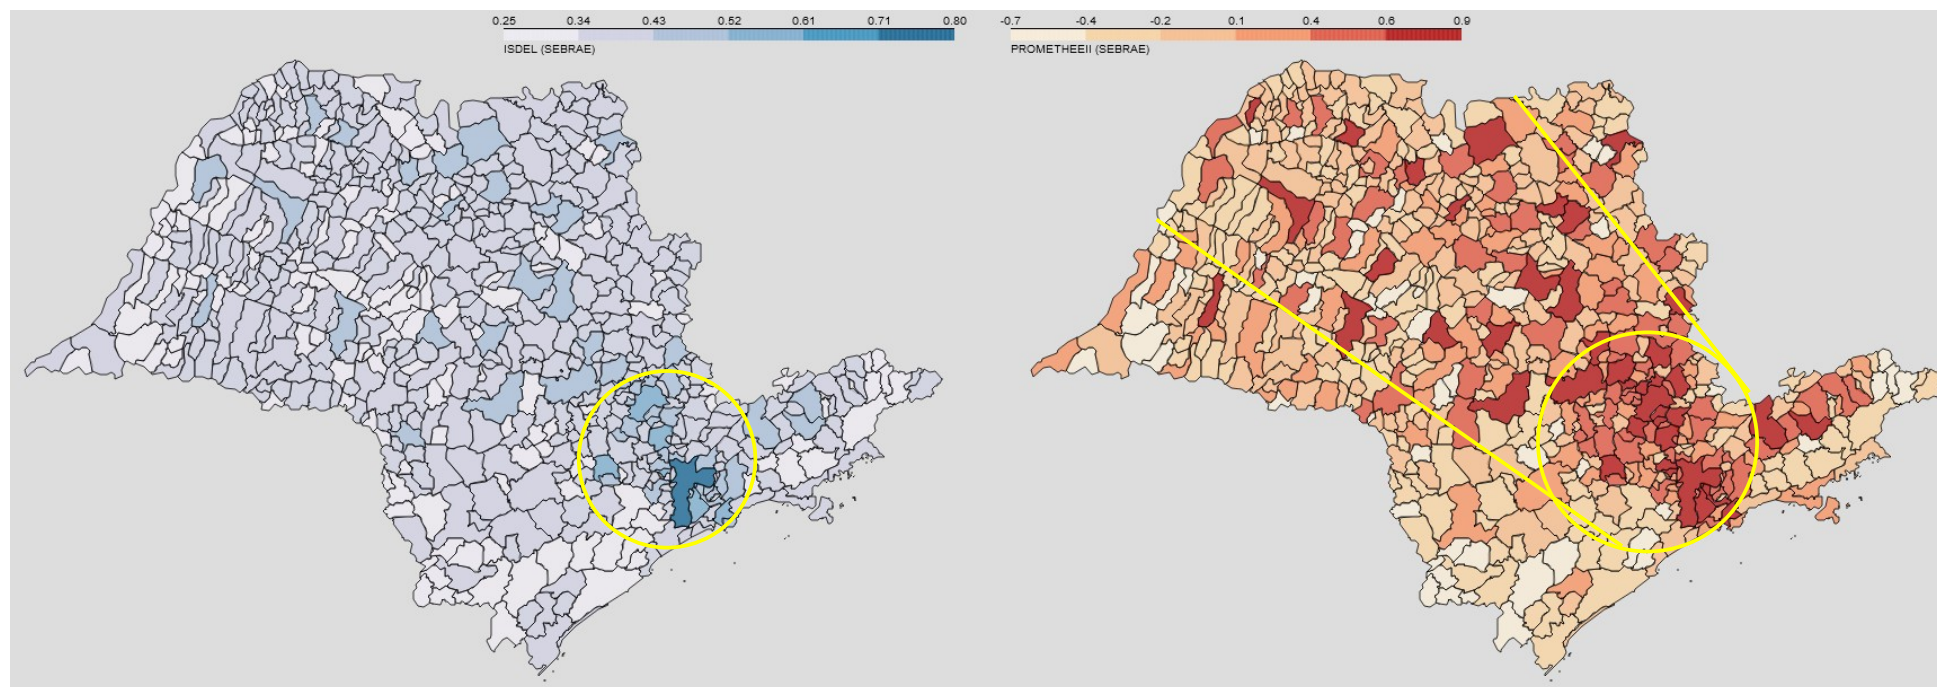 0.25 0.34 0.43 0.52 0.61 0.71 0.80
ISDEL (SEBRAE)
-0.7 -0.4 -0.2 0.1 0.4 0.6 0.9
PROMETHEEII (SEBRAE)